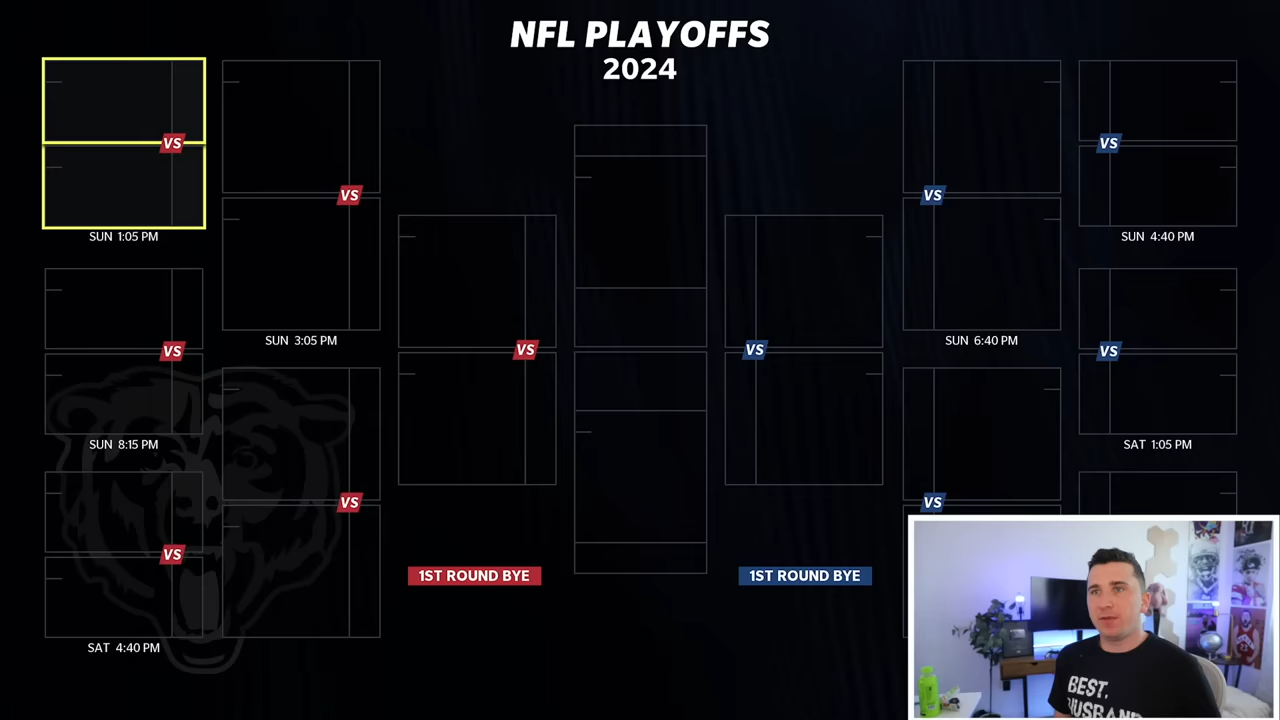 NFL PLAYOFFS
2024
VS
SUN 1:05 PM
VS
SUN 8:15 PM
VS
SAT 4:40 PM
VS
SUN 3:05 PM
VS
VS
1ST ROUND BYE
VS
1ST ROUND BYE
VS
SUN 6:40 PM
VS
VS
SUN 4:40 PM
VS
SAT 1:05 PM
BEST.
HUSBAND